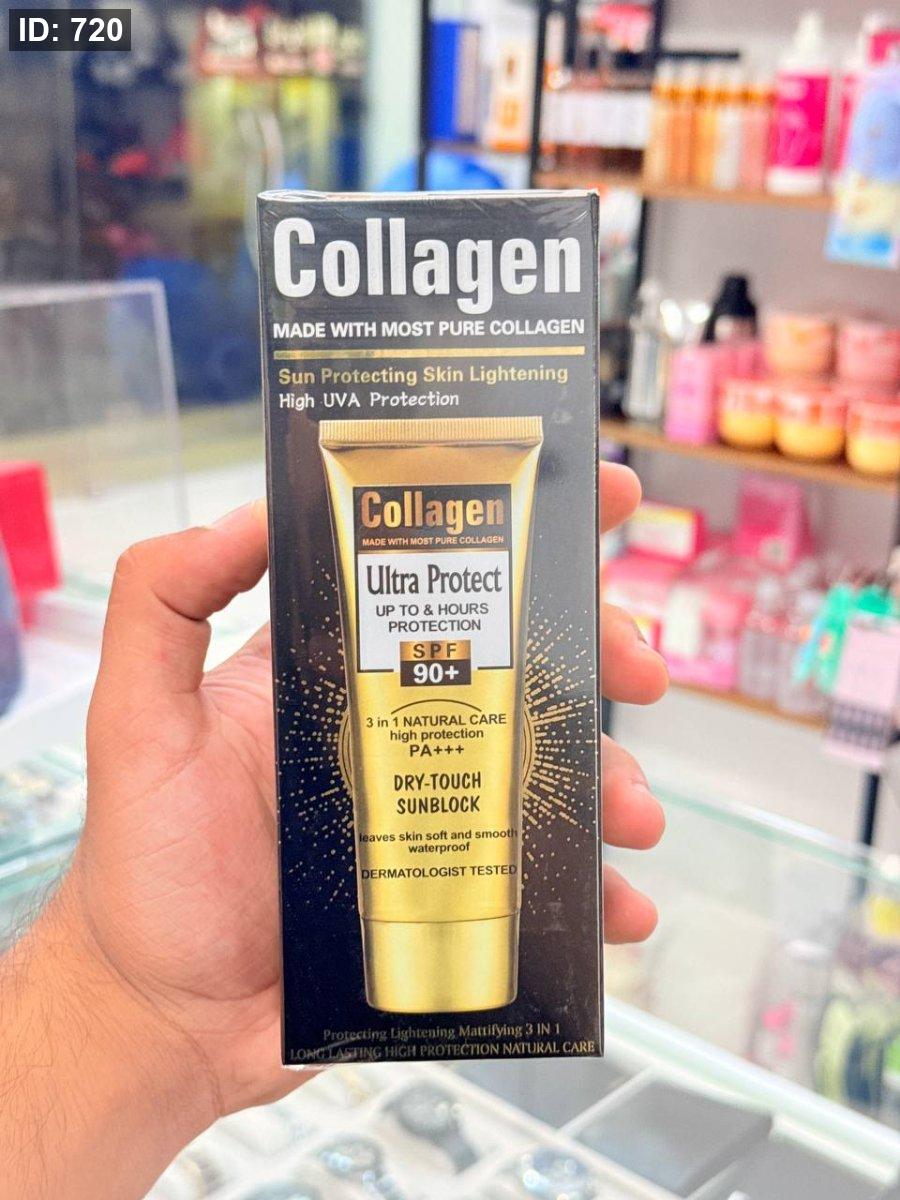 ID: 720
Collagen
MADE WITH MOST PURE COLLAGEN
Sun Protecting Skin Lightening
High UVA Protection
Collagen
MADE WITH MOST PURE COLLAGEN
Ultra Protect
UP TO & HOURS
PROTECTION
SPF
90+
3 in 1 NATURAL CARE
high protection
PA+++
DRY-TOUCH
SUNBLOCK
leaves skin soft and smooth
waterproof
DERMATOLOGIST TESTED
Protecting Lightening Mattifying 3 IN 1
LONG LASTING HIGH PROTECTION NATURAL CARE